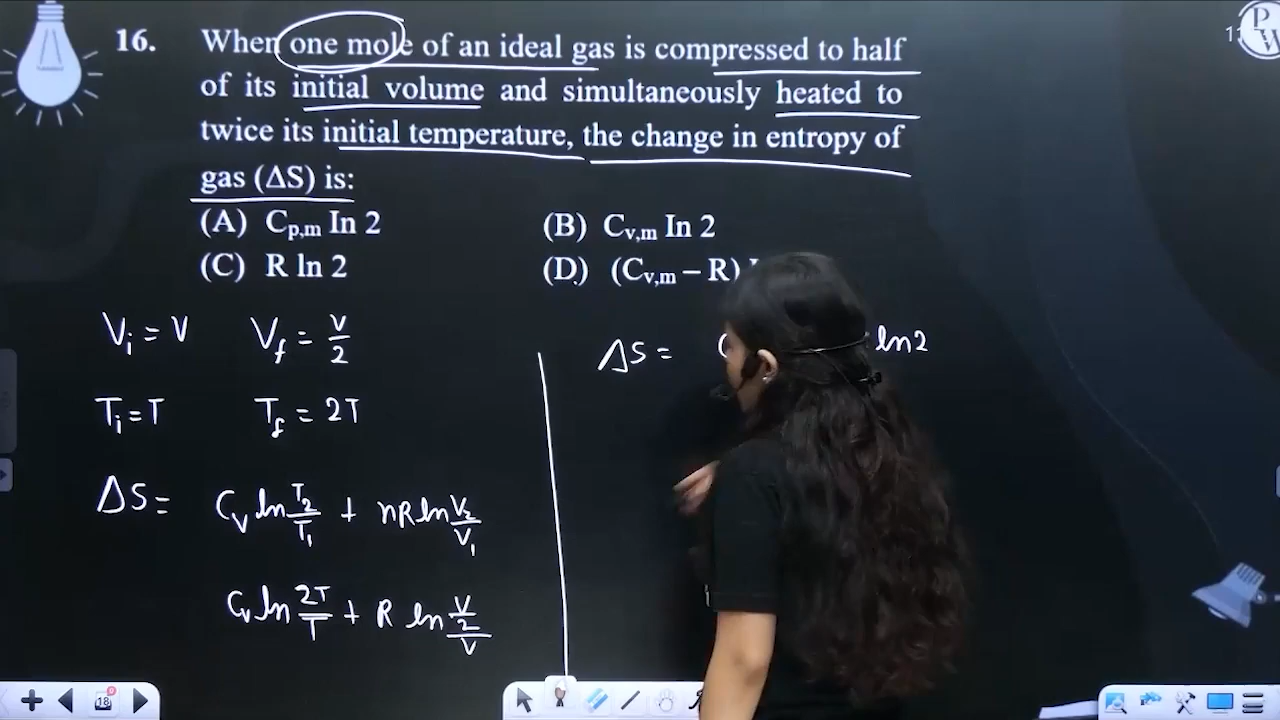 16. When one mole of an ideal gas is compressed to half
of its initial volume and simultaneously heated to
twice its initial temperature, the change in entropy of
gas (ΔS) is:
(A) Cp,m In 2 (B) Cv,m In 2
(C) R ln 2 (D) (Cv,m – R)
Vi = V Vf = V/2
Ti = T Tf = 2T
ΔS = Cv ln T2/T1 + nR ln V2/V1
Cv ln 2T/T + R ln V/2/V
ΔS = ln2
P
W
18